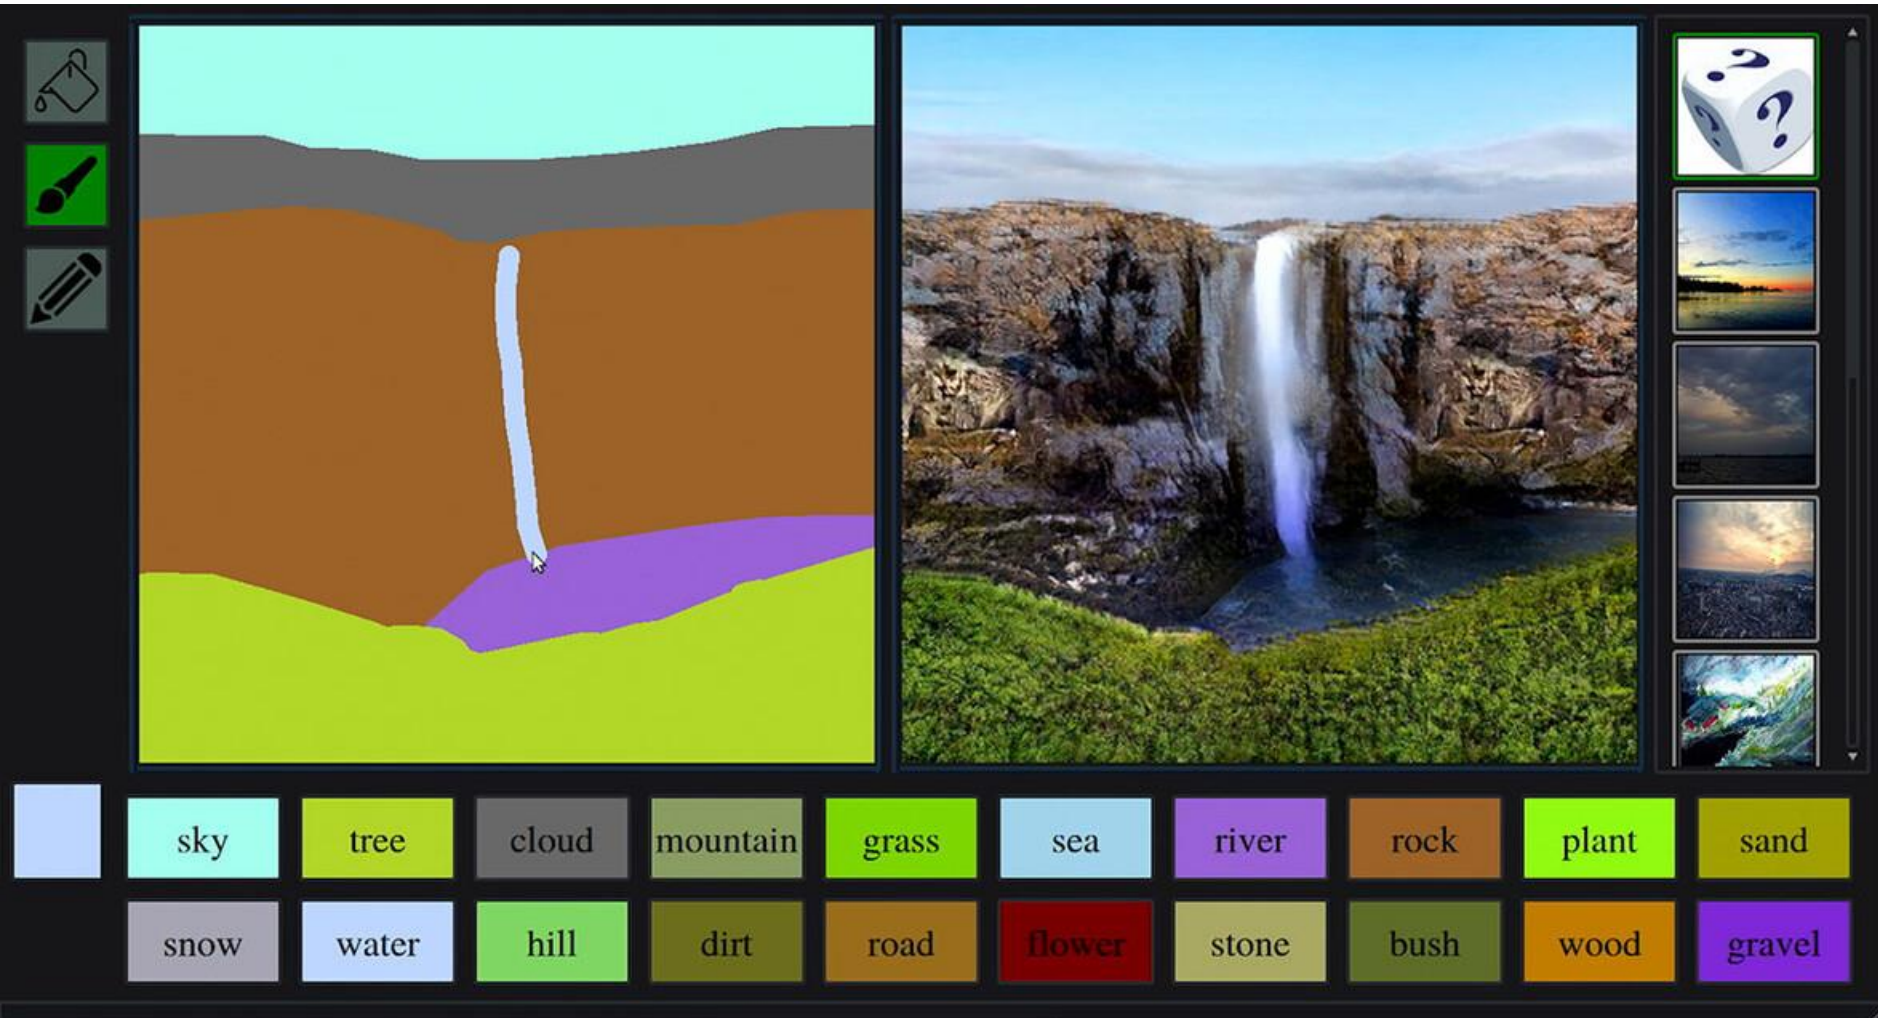 sky tree cloud mountain grass sea river rock plant sand
snow water hill dirt road flower stone bush wood gravel